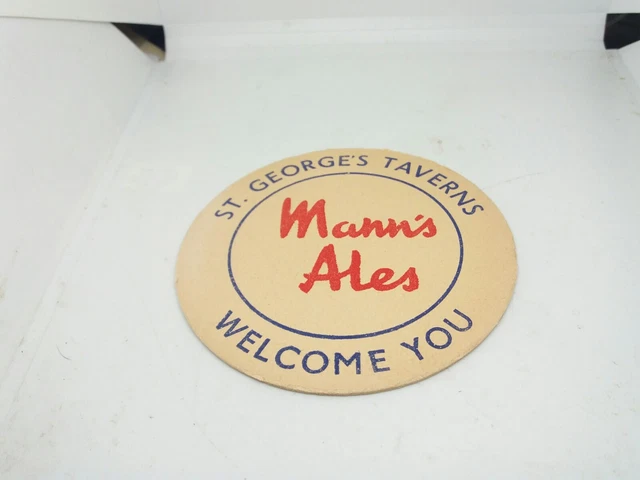 ST. GEORGE'S TAVERNS
Mann's
Ales
WELCOME YOU